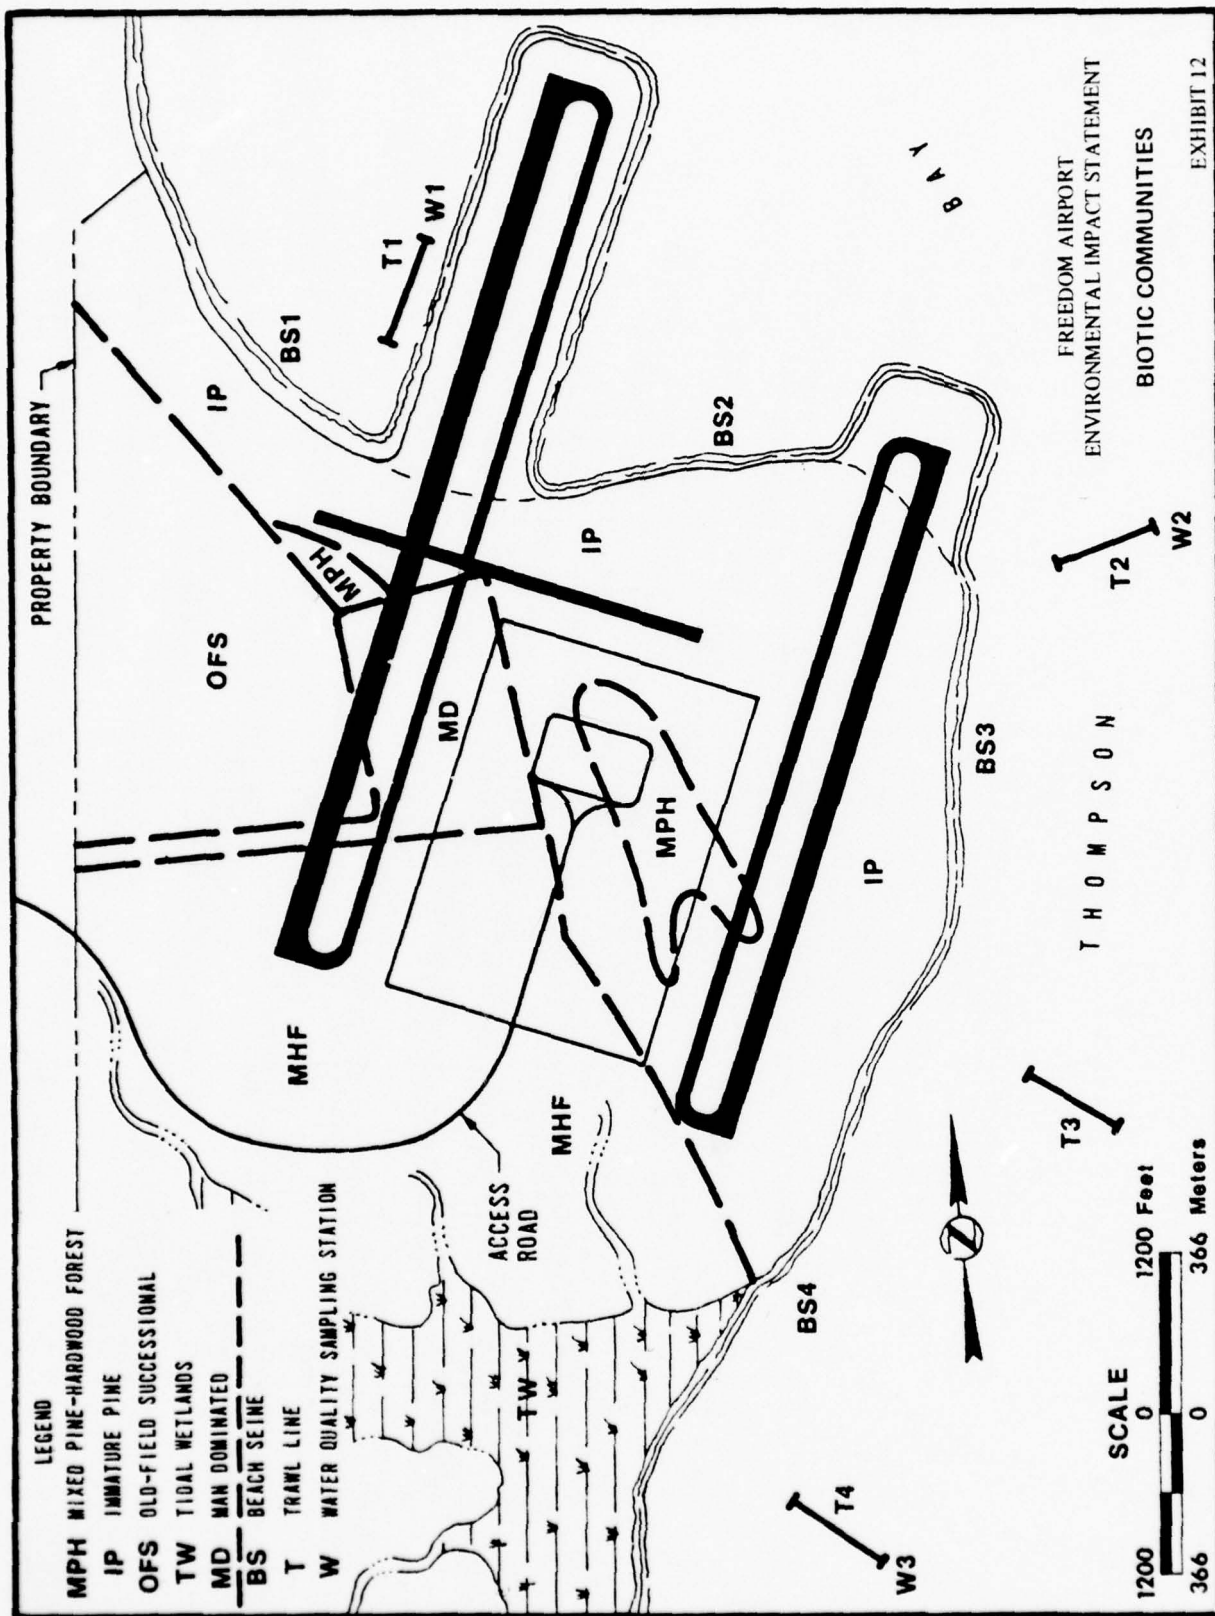 LEGEND
MPH MIXED PINE-HARDWOOD FOREST
IP IMMATURE PINE
OFS OLD-FIELD SUCCESSIONAL
TW TIDAL WETLANDS
MD MAN DOMINATED
BS BEACH SEINE
T TRAWL LINE
W WATER QUALITY SAMPLING STATION
PROPERTY BOUNDARY
OFS
IP
BS1
MPH
T1
W1
MHF
MD
IP
BS2
ACCESS
ROAD
MHF
MPH
TW
IP
BS4
BS3
BAY
THOMPSON
T4
W3
T3
T2
W2
N
SCALE
1200 0 1200 Feet
366 0 366 Meters
FREEDOM AIRPORT
ENVIRONMENTAL IMPACT STATEMENT
BIOTIC COMMUNITIES
EXHIBIT 12